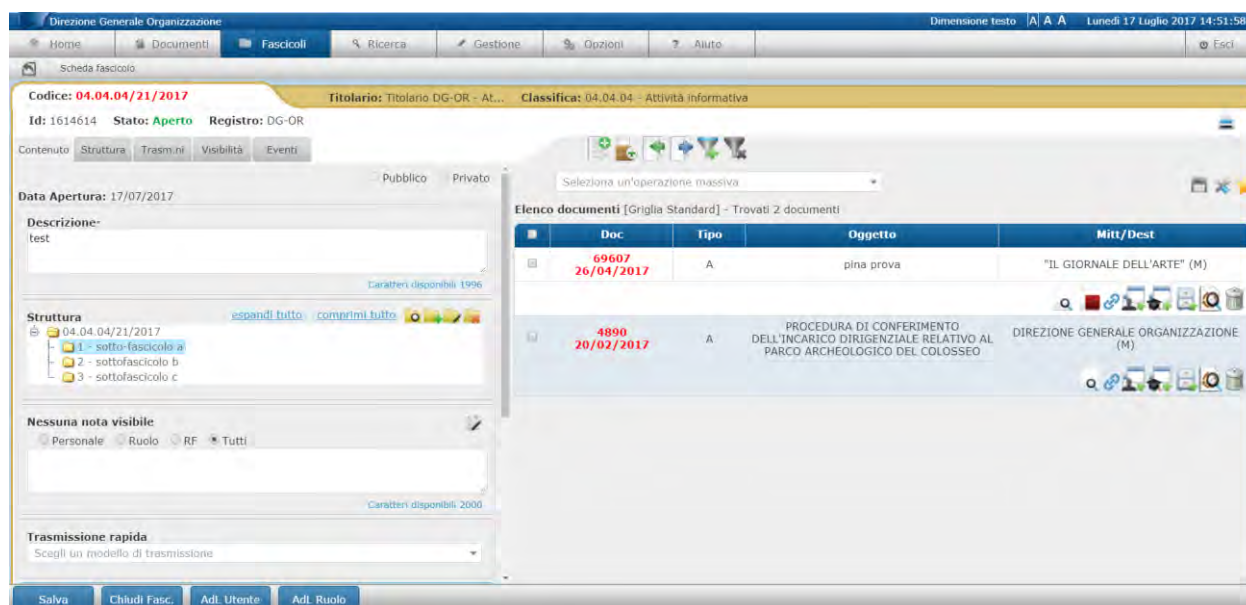 Direzione Generale Organizzazione
Dimensione testo A A A Lunedì 17 Luglio 2017 14:51:58
Home Documenti Fascicoli Ricerca Gestione Opzioni ? Aiuto Esci
Scheda fascicolo
Codice: 04.04.04/21/2017 Titolario: Titolario DG-OR - At... Classifica: 04.04.04 - Attività informativa
Id: 1614614 Stato: Aperto Registro: DG-OR
Contenuto Struttura Trasm.ni Visibilità Eventi
Pubblico Privato
Data Apertura: 17/07/2017
Descrizione*
test
Caratteri disponibili 1996
Struttura espandi tutto comprimi tutto
04.04.04/21/2017
1 - sotto-fascicolo a
2 - sottofascicolo b
3 - sottofascicolo c
Nessuna nota visibile
Personale Ruolo RF Tutti
Caratteri disponibili 2000
Trasmissione rapida
Scegli un modello di trasmissione
Seleziona un'operazione massiva
Elenco documenti [Griglia Standard] - Trovati 2 documenti
Doc Tipo Oggetto Mitt/Dest
69607
26/04/2017 A pina prova "IL GIORNALE DELL'ARTE" (M)
4890
20/02/2017 A PROCEDURA DI CONFERIMENTO
DELL'INCARICO DIRIGENZIALE RELATIVO AL
PARCO ARCHEOLOGICO DEL COLOSSEO
DIREZIONE GENERALE ORGANIZZAZIONE
(M)
Salva Chiudi Fasc. AdL Utente AdL Ruolo